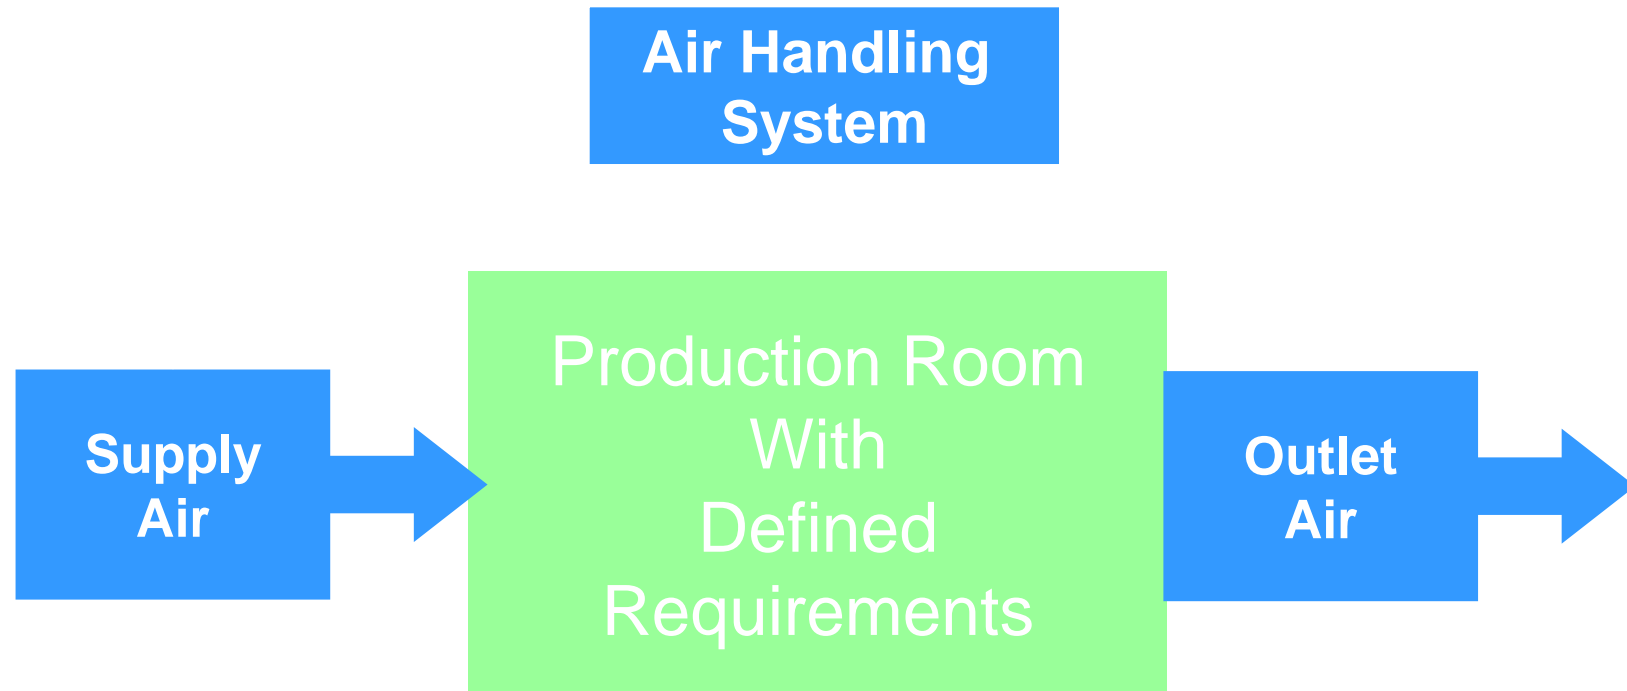 Air Handling
System
Production Room
With
Defined
Requirements
Supply
Air
Outlet
Air